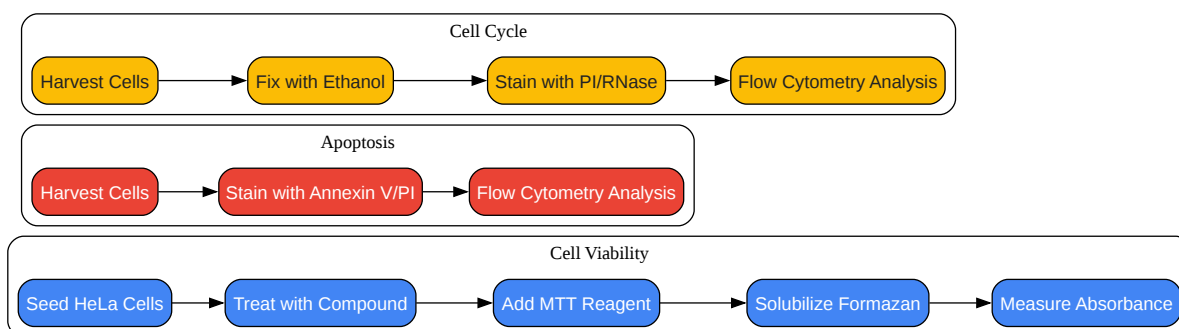 Cell Cycle
Harvest Cells
Fix with Ethanol
Stain with PI/RNase
Flow Cytometry Analysis
Apoptosis
Harvest Cells
Stain with Annexin V/PI
Flow Cytometry Analysis
Cell Viability
Seed HeLa Cells
Treat with Compound
Add MTT Reagent
Solubilize Formazan
Measure Absorbance